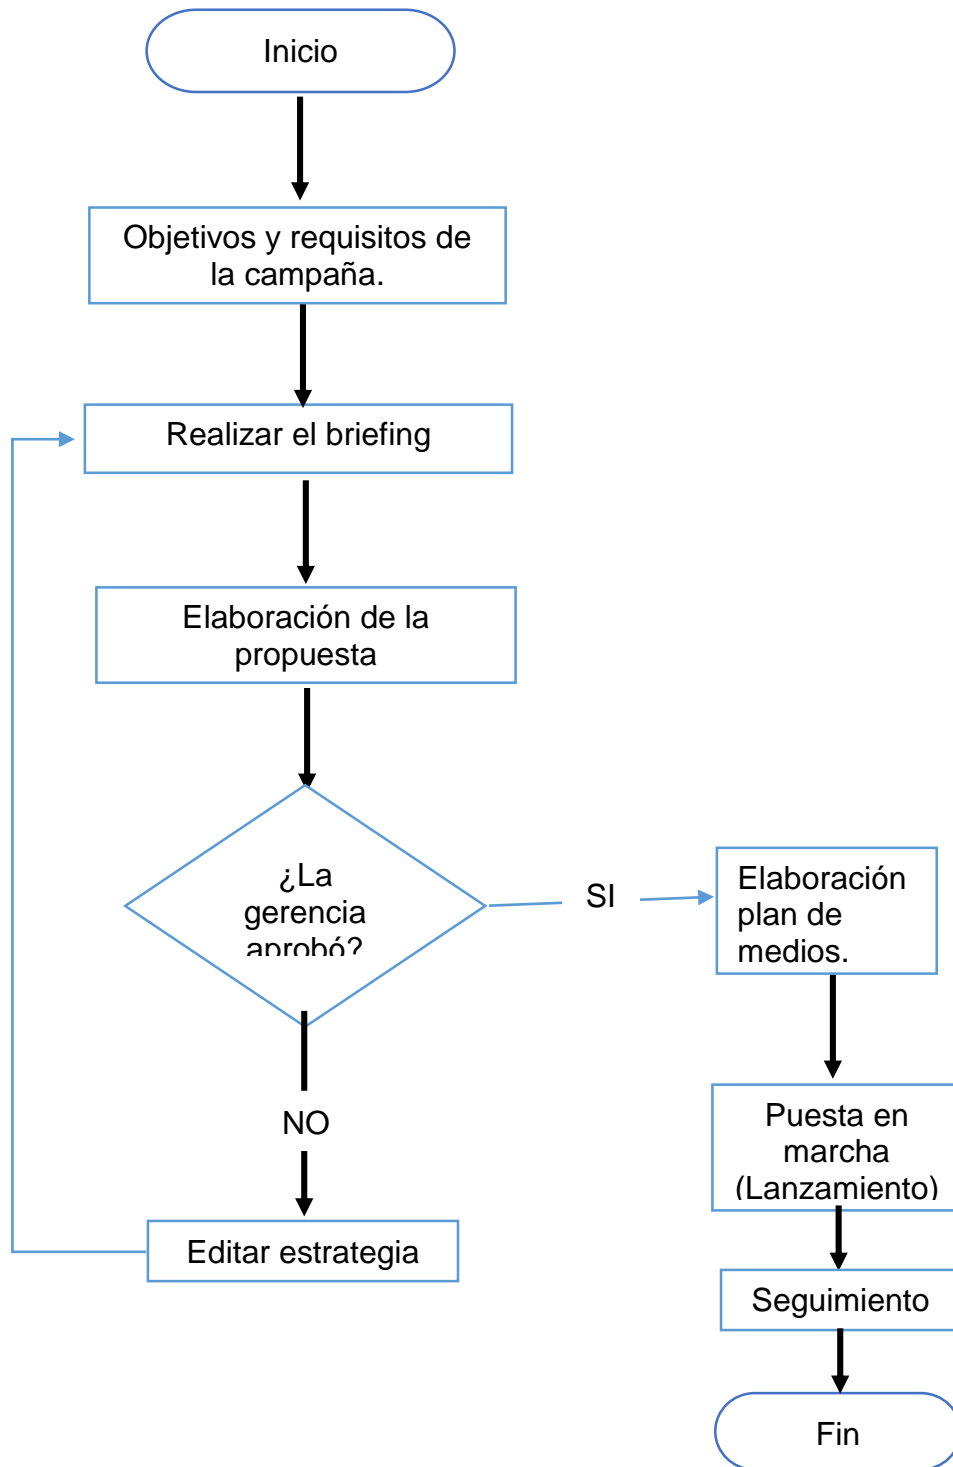 Inicio
Objetivos y requisitos de
la campaña.
Realizar el briefing
Elaboración de la
propuesta
¿La
gerencia
aprobó?
SI
Elaboración
plan de
medios.
NO
Puesta en
marcha
(Lanzamiento)
Editar estrategia
Seguimiento
Fin